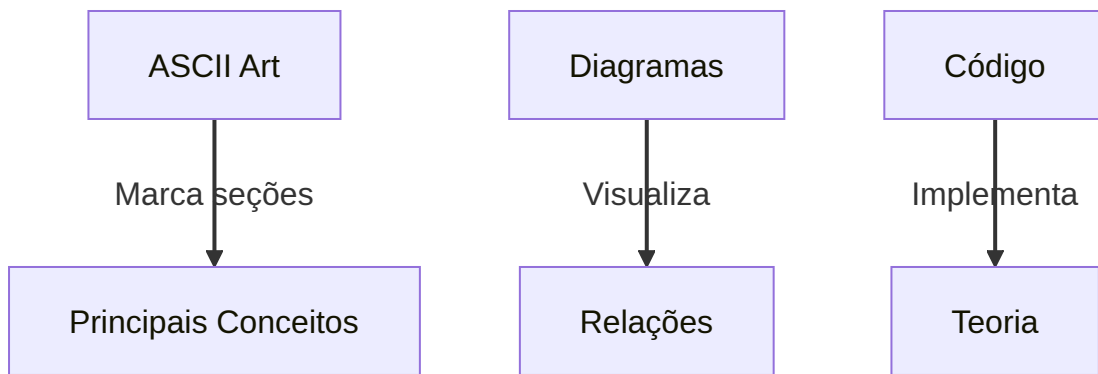 ASCII Art
Diagramas
Código
Marca seções
Visualiza
Implementa
Principais Conceitos
Relações
Teoria